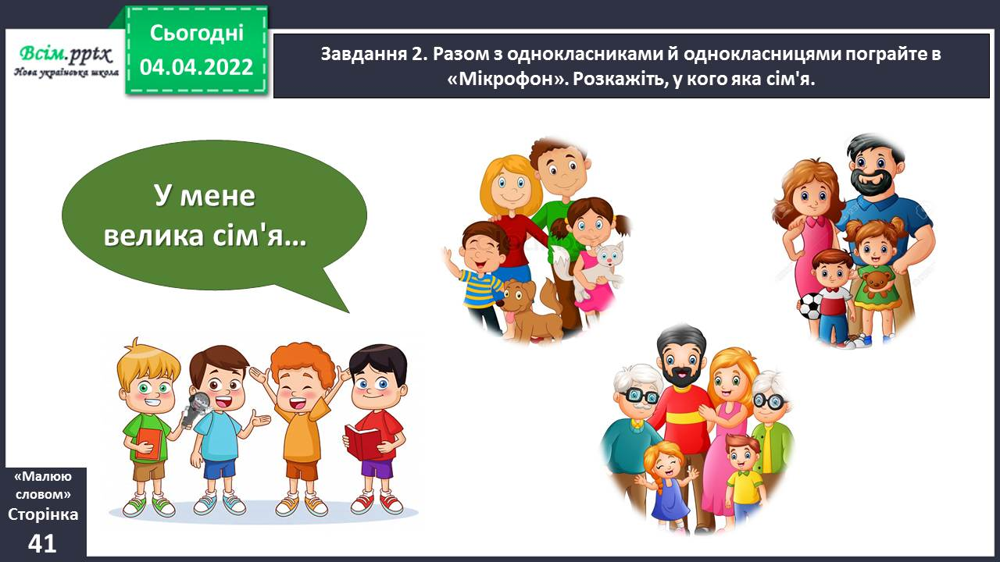 Сьогодні
04.04.2022
Всім.pptx
Нова українська школа
Завдання 2. Разом з однокласниками й однокласницями пограйте в
«Мікрофон». Розкажіть, у кого яка сім'я.
У мене
велика сім'я...
«Малюю
словом»
Сторінка
41